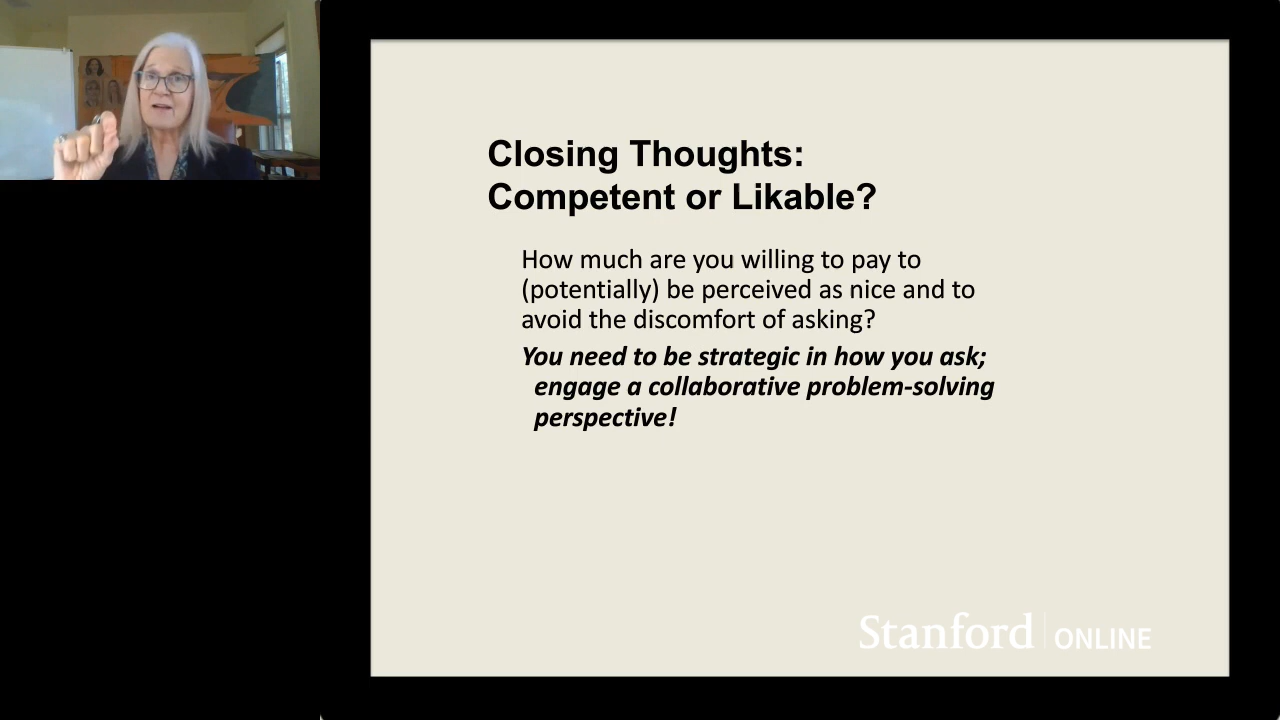 Closing Thoughts:
Competent or Likable?
How much are you willing to pay to
(potentially) be perceived as nice and to
avoid the discomfort of asking?
You need to be strategic in how you ask;
engage a collaborative problem-solving
perspective!
Stanford ONLINE